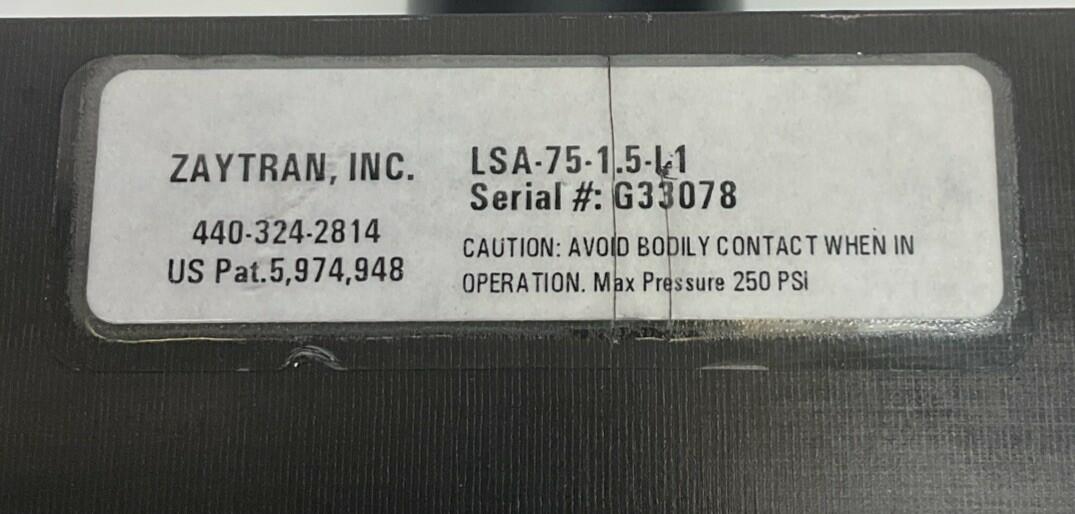 ZAYTRAN, INC.
440-324-2814
US Pat.5,974,948
LSA-75-1.5-L1
Serial #: G33078
CAUTION: AVOID BODILY CONTACT WHEN IN
OPERATION. Max Pressure 250 PSi